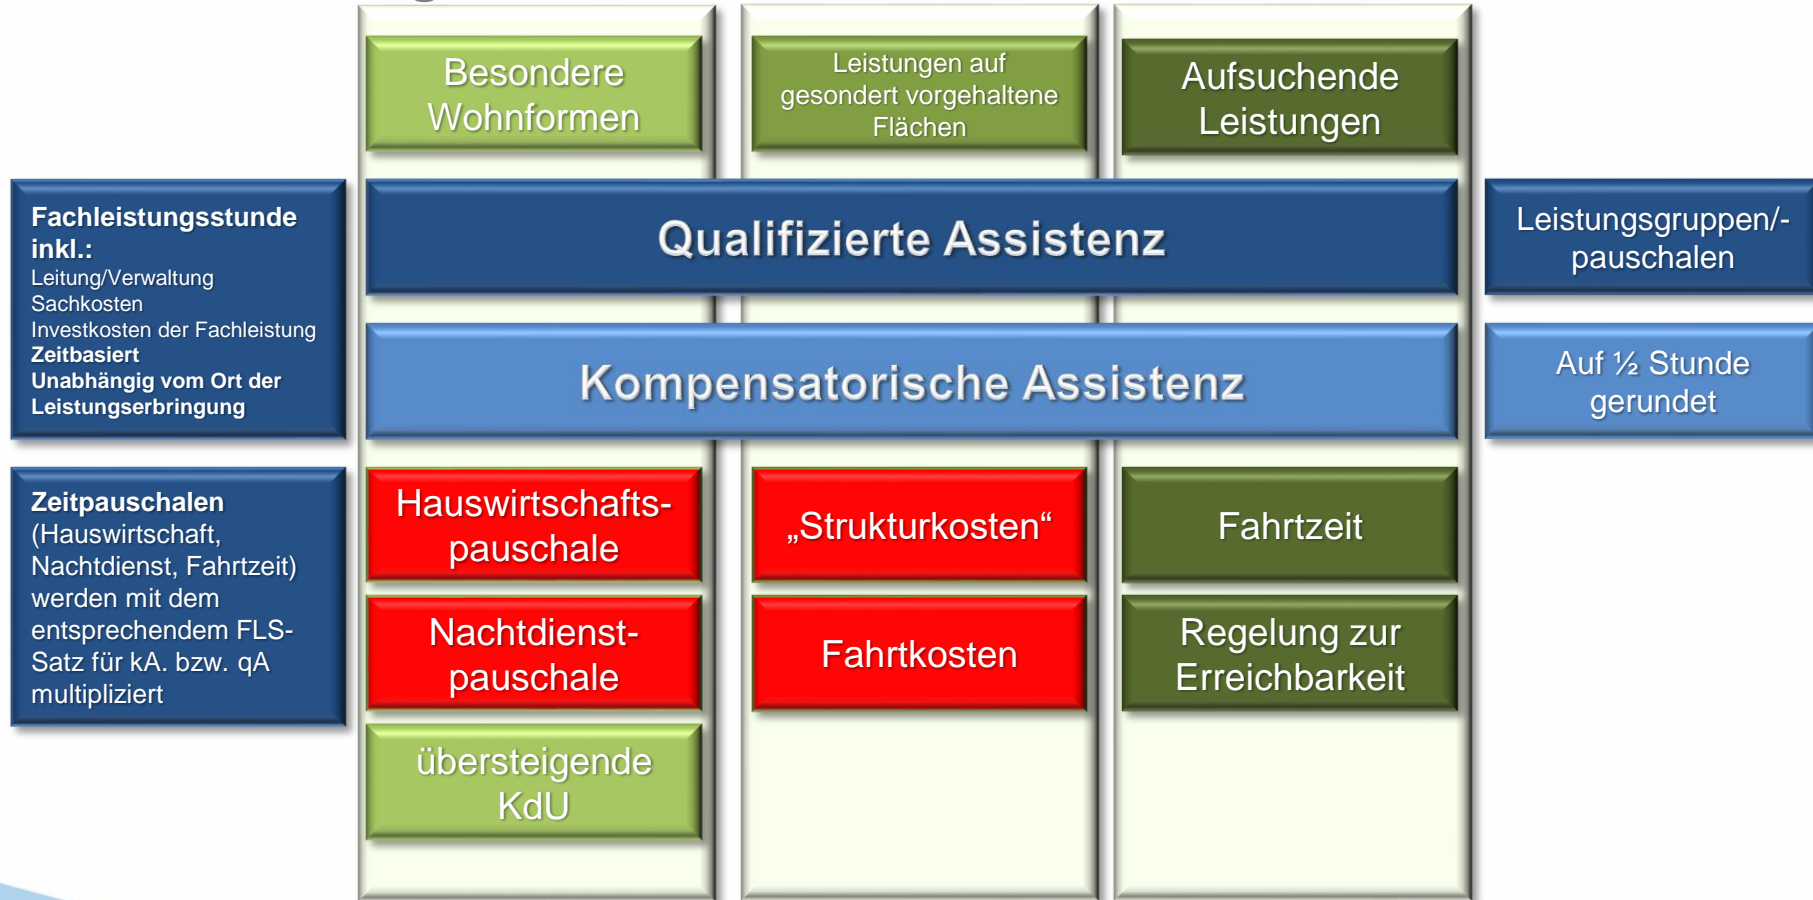 Besondere
Wohnformen
Leistungen auf
gesondert vorgehaltene
Flächen
Aufsuchende
Leistungen
Fachleistungsstunde
inkl.:
Leitung/Verwaltung
Sachkosten
Investkosten der Fachleistung
Zeitbasiert
Unabhängig vom Ort der
Leistungserbringung
Qualifizierte Assistenz
Leistungsgruppen/-
pauschalen
Kompensatorische Assistenz
Auf ½ Stunde
gerundet
Zeitpauschalen
(Hauswirtschaft,
Nachtdienst, Fahrtzeit)
werden mit dem
entsprechendem FLS-
Satz für kA. bzw. qA
multipliziert
Hauswirtschafts-
pauschale
„Strukturkosten“
Fahrtzeit
Nachtdienst-
pauschale
Fahrtkosten
Regelung zur
Erreichbarkeit
übersteigende
KdU